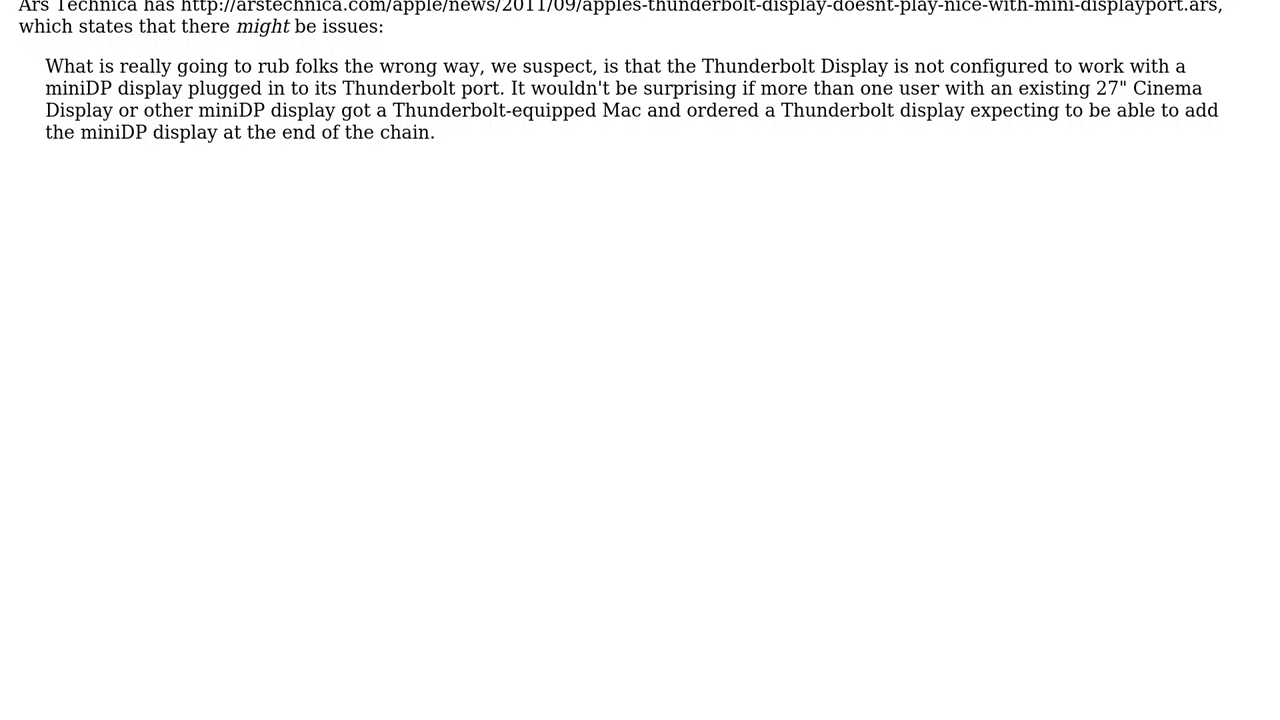 Ars Technica has http://arstechnica.com/apple/news/2011/09/apples-thunderbolt-display-doesnt-play-nice-with-mini-displayport.ars,
which states that there might be issues:
What is really going to rub folks the wrong way, we suspect, is that the Thunderbolt Display is not configured to work with a
miniDP display plugged in to its Thunderbolt port. It wouldn't be surprising if more than one user with an existing 27" Cinema
Display or other miniDP display got a Thunderbolt-equipped Mac and ordered a Thunderbolt display expecting to be able to add
the miniDP display at the end of the chain.